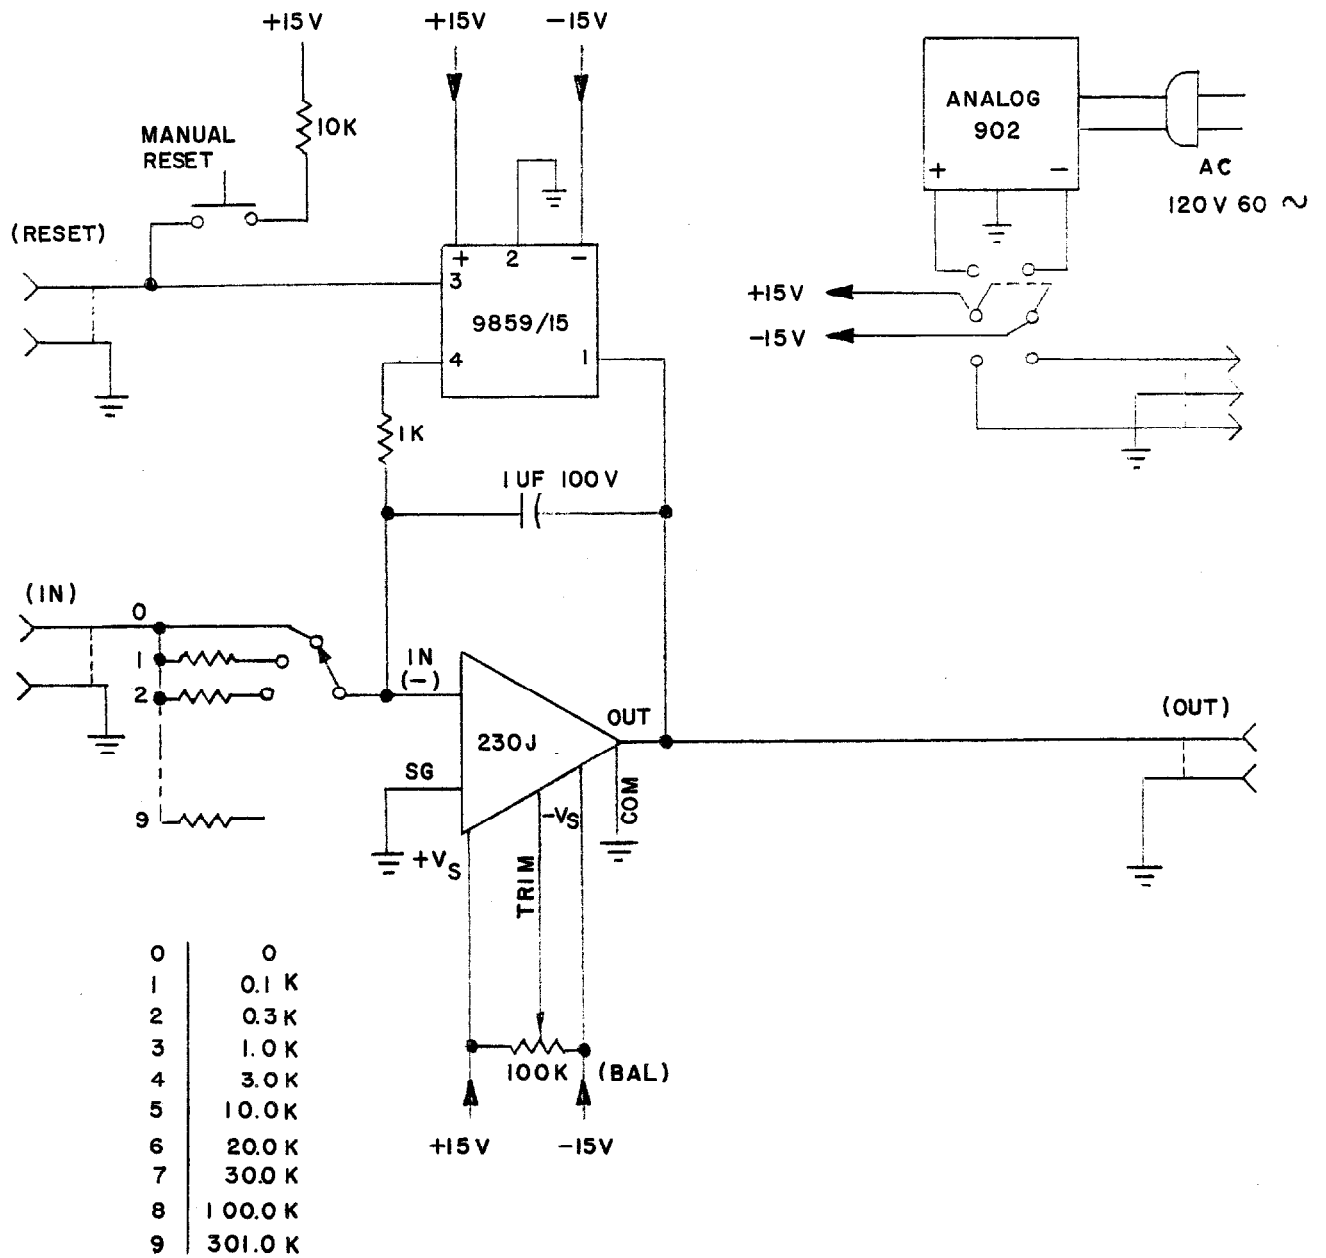 +15V
+15V
-15V
10K
MANUAL
RESET
(RESET)
+ 2 -
3
9859/15
4 1
1K
1UF 100V
ANALOG
902
+ -
AC
120V 60 ~
+15V
-15V
(IN)
0
1
2
9
IN
(-)
230J
OUT
SG
COM
-VS
+VS
TRIM
(OUT)
100K (BAL)
+15V -15V
0 0
1 0.1 K
2 0.3 K
3 1.0 K
4 3.0 K
5 10.0 K
6 20.0 K
7 30.0 K
8 100.0 K
9 301.0 K